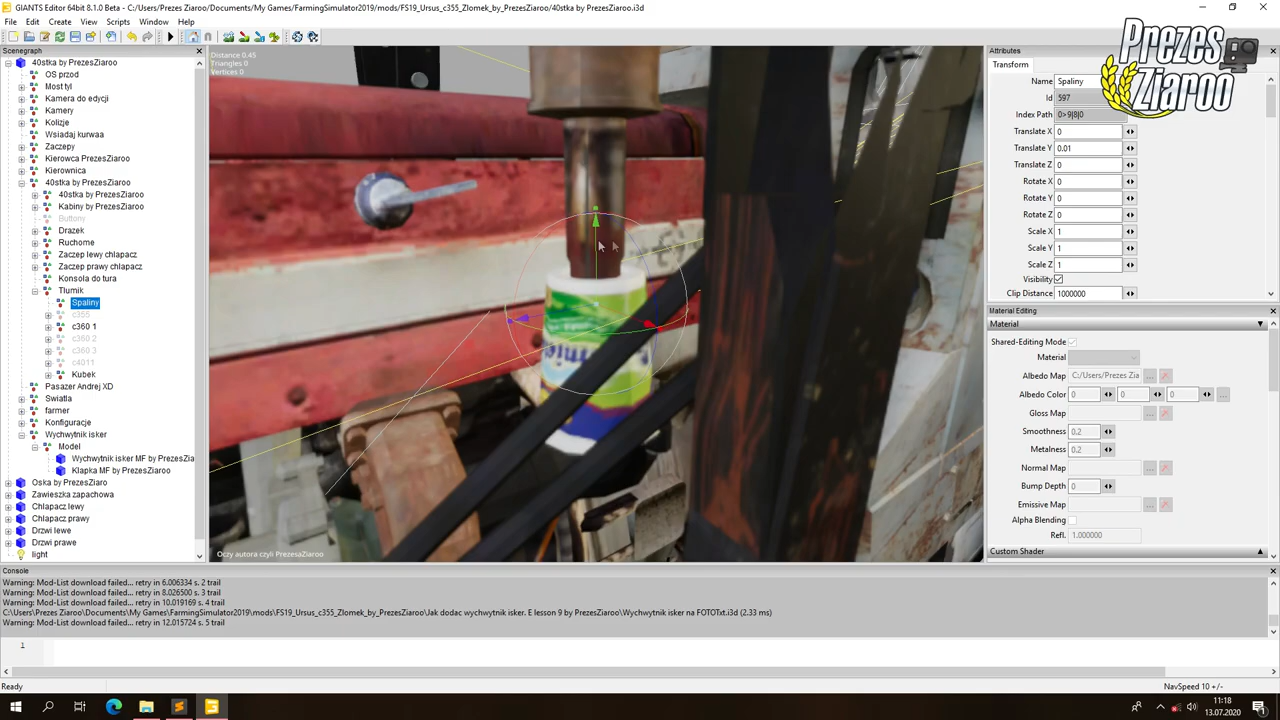 GIANTS Editor 64bit 8.1.0 Beta - C:/Users/Prezes Ziaroo/Documents/My Games/FarmingSimulator2019/mods/FS19_Ursus_c355_Zlomek_by_PrezesZiaroo/40stka by PrezesZiaroo.i3d
File Edit Create View Scripts Window Help
Scenegraph
40stka by PrezesZiaroo
OS przod
Most tyl
Kamera do edycji
Kamery
Kolizje
Wsiadaj kurwaa
Zaczepy
Kierowca PrezesZiaroo
Kierownica
40stka by PrezesZiaroo
40stka by PrezesZiaroo
Kabiny by PrezesZiaroo
Buttony
Drazek
Ruchome
Zaczep lewy chlapacz
Zaczep prawy chlapacz
Konsola do tura
Tlumik
Spaliny
c355
c360 1
c360 2
c360 3
c4011
Kubek
Pasazer Andrej XD
Swiatla
farmer
Konfiguracje
Wychwytnik isker
Model
Wychwytnik isker MF by PrezesZia
Klapka MF by PrezesZiaroo
Oska by PrezesZiaro
Zawieszka zapachowa
Chlapacz lewy
Chlapacz prawy
Drzwi lewe
Drzwi prawe
light
Distance 0.45
Triangles 0
Vertices 0
Oczy autora czyli PrezesaZiaroo
Prezes
Ziaroo
Attributes
Transform
Name Spaliny
Id 597
Index Path 0>9|8|0
Translate X 0
Translate Y 0.01
Translate Z 0
Rotate X 0
Rotate Y 0
Rotate Z 0
Scale X 1
Scale Y 1
Scale Z 1
Visibility
Clip Distance 1000000
Material Editing
Material
Shared-Editing Mode
Material
Albedo Map C:/Users/Prezes Zia ...
Albedo Color 0 0 0 ...
Gloss Map ...
Smoothness 0.2
Metalness 0.2
Normal Map ...
Bump Depth 0
Emissive Map ...
Alpha Blending
Refl. 1.000000
Custom Shader
Console
Warning: Mod-List download failed... retry in 6.006334 s. 2 trail
Warning: Mod-List download failed... retry in 8.026500 s. 3 trail
Warning: Mod-List download failed... retry in 10.019169 s. 4 trail
C:\Users\Prezes Ziaroo\Documents\My Games\FarmingSimulator2019\mods\FS19_Ursus_c355_Zlomek_by_PrezesZiaroo\Jak dodac wychwytnik isker. E lesson 9 by PrezesZiaroo\Wychwytnik isker na FOTOTxt.i3d (2.33 ms)
Warning: Mod-List download failed... retry in 12.015724 s. 5 trail
1
Ready
NavSpeed 10 +/-
11:18
13.07.2020